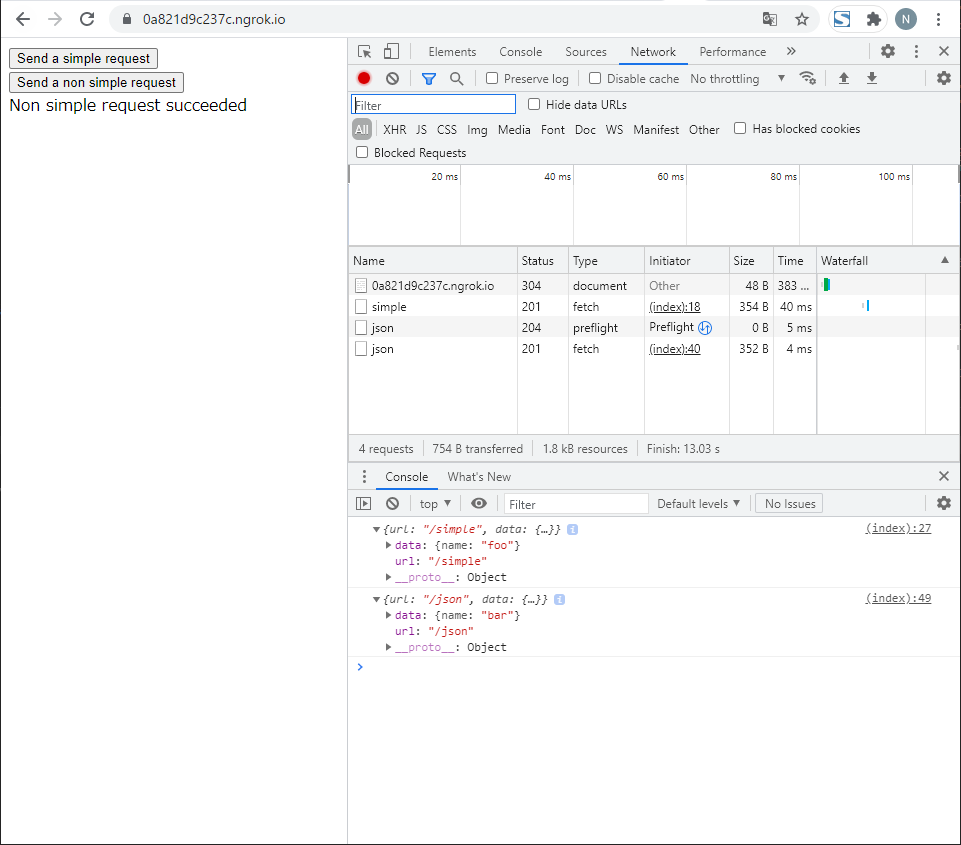 0a821d9c237c.ngrok.io
N
Send a simple request
Send a non simple request
Non simple request succeeded
Elements Console Sources Network Performance »
Preserve log Disable cache No throttling ▼
Filter Hide data URLs
All XHR JS CSS Img Media Font Doc WS Manifest Other Has blocked cookies
Blocked Requests
20 ms 40 ms 60 ms 80 ms 100 ms
Name Status Type Initiator Size Time Waterfall ▲
0a821d9c237c.ngrok.io 304 document Other 48 B 383 ...
simple 201 fetch (index):18 354 B 40 ms
json 204 preflight Preflight 0 B 5 ms
json 201 fetch (index):40 352 B 4 ms
4 requests 754 B transferred 1.8 kB resources Finish: 13.03 s
Console What's New
top ▼ Filter Default levels ▼ No Issues
▼{url: "/simple", data: {…}} i (index):27
▶data: {name: "foo"}
url: "/simple"
▶__proto__: Object
▼{url: "/json", data: {…}} i (index):49
▶data: {name: "bar"}
url: "/json"
▶__proto__: Object
>